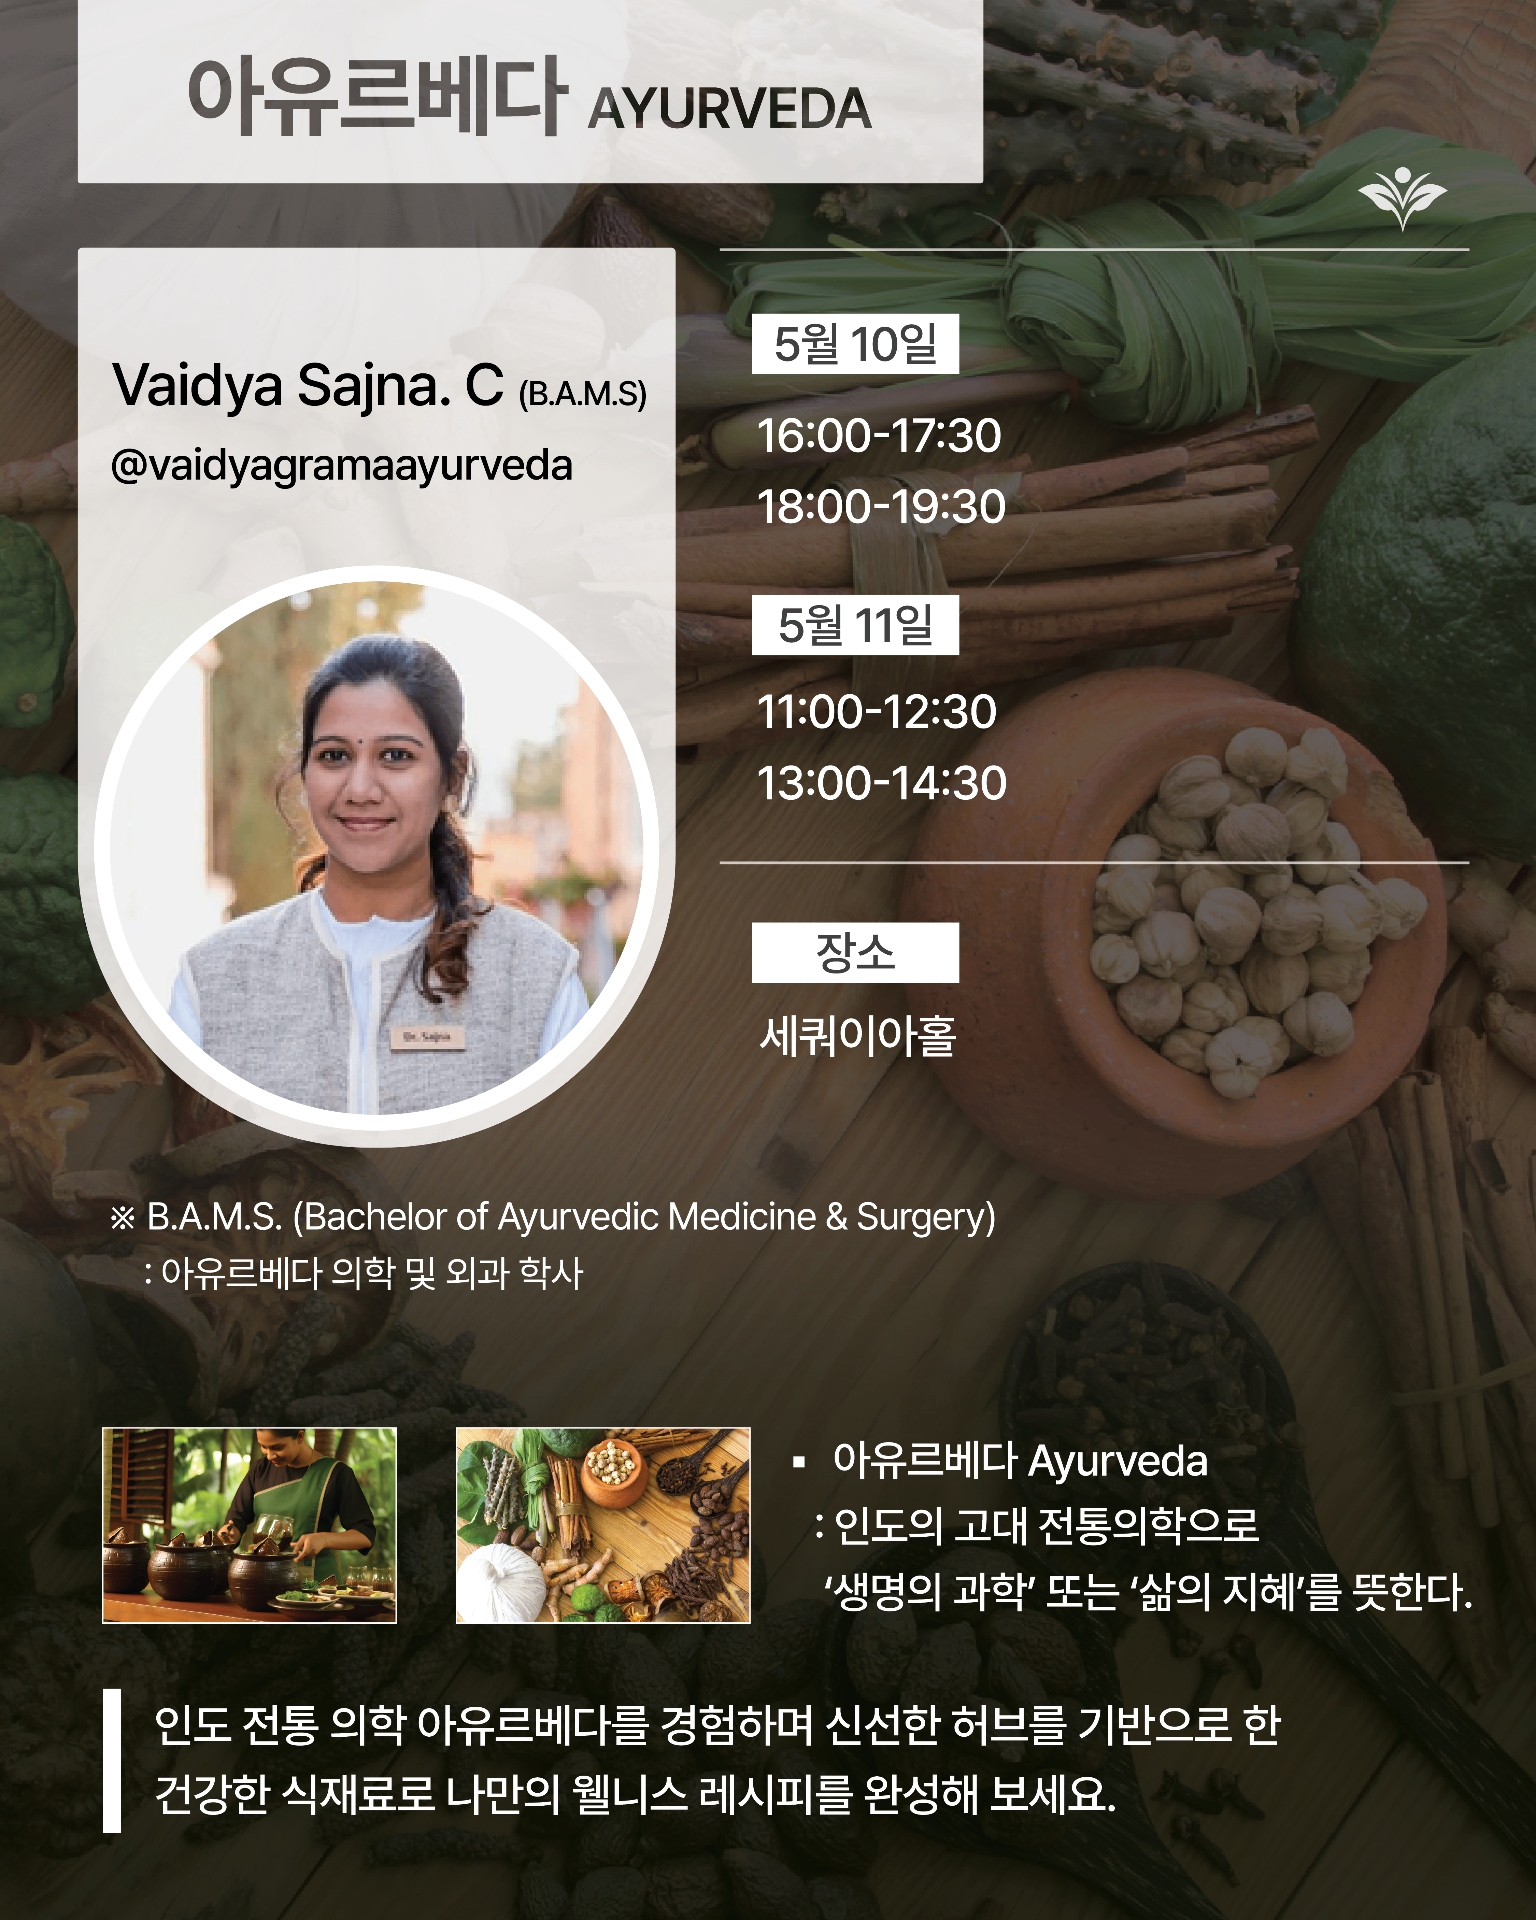 아유르베다 AYURVEDA
Vaidya Sajna. C (B.A.M.S)
@vaidyagramaayurveda
Dr. Sajna
5월 10일
16:00-17:30
18:00-19:30
5월 11일
11:00-12:30
13:00-14:30
장소
세쿼이아홀
※ B.A.M.S. (Bachelor of Ayurvedic Medicine & Surgery)
: 아유르베다 의학 및 외과 학사
▪ 아유르베다 Ayurveda
: 인도의 고대 전통의학으로
‘생명의 과학’ 또는 ‘삶의 지혜’를 뜻한다.
인도 전통 의학 아유르베다를 경험하며 신선한 허브를 기반으로 한
건강한 식재료로 나만의 웰니스 레시피를 완성해 보세요.